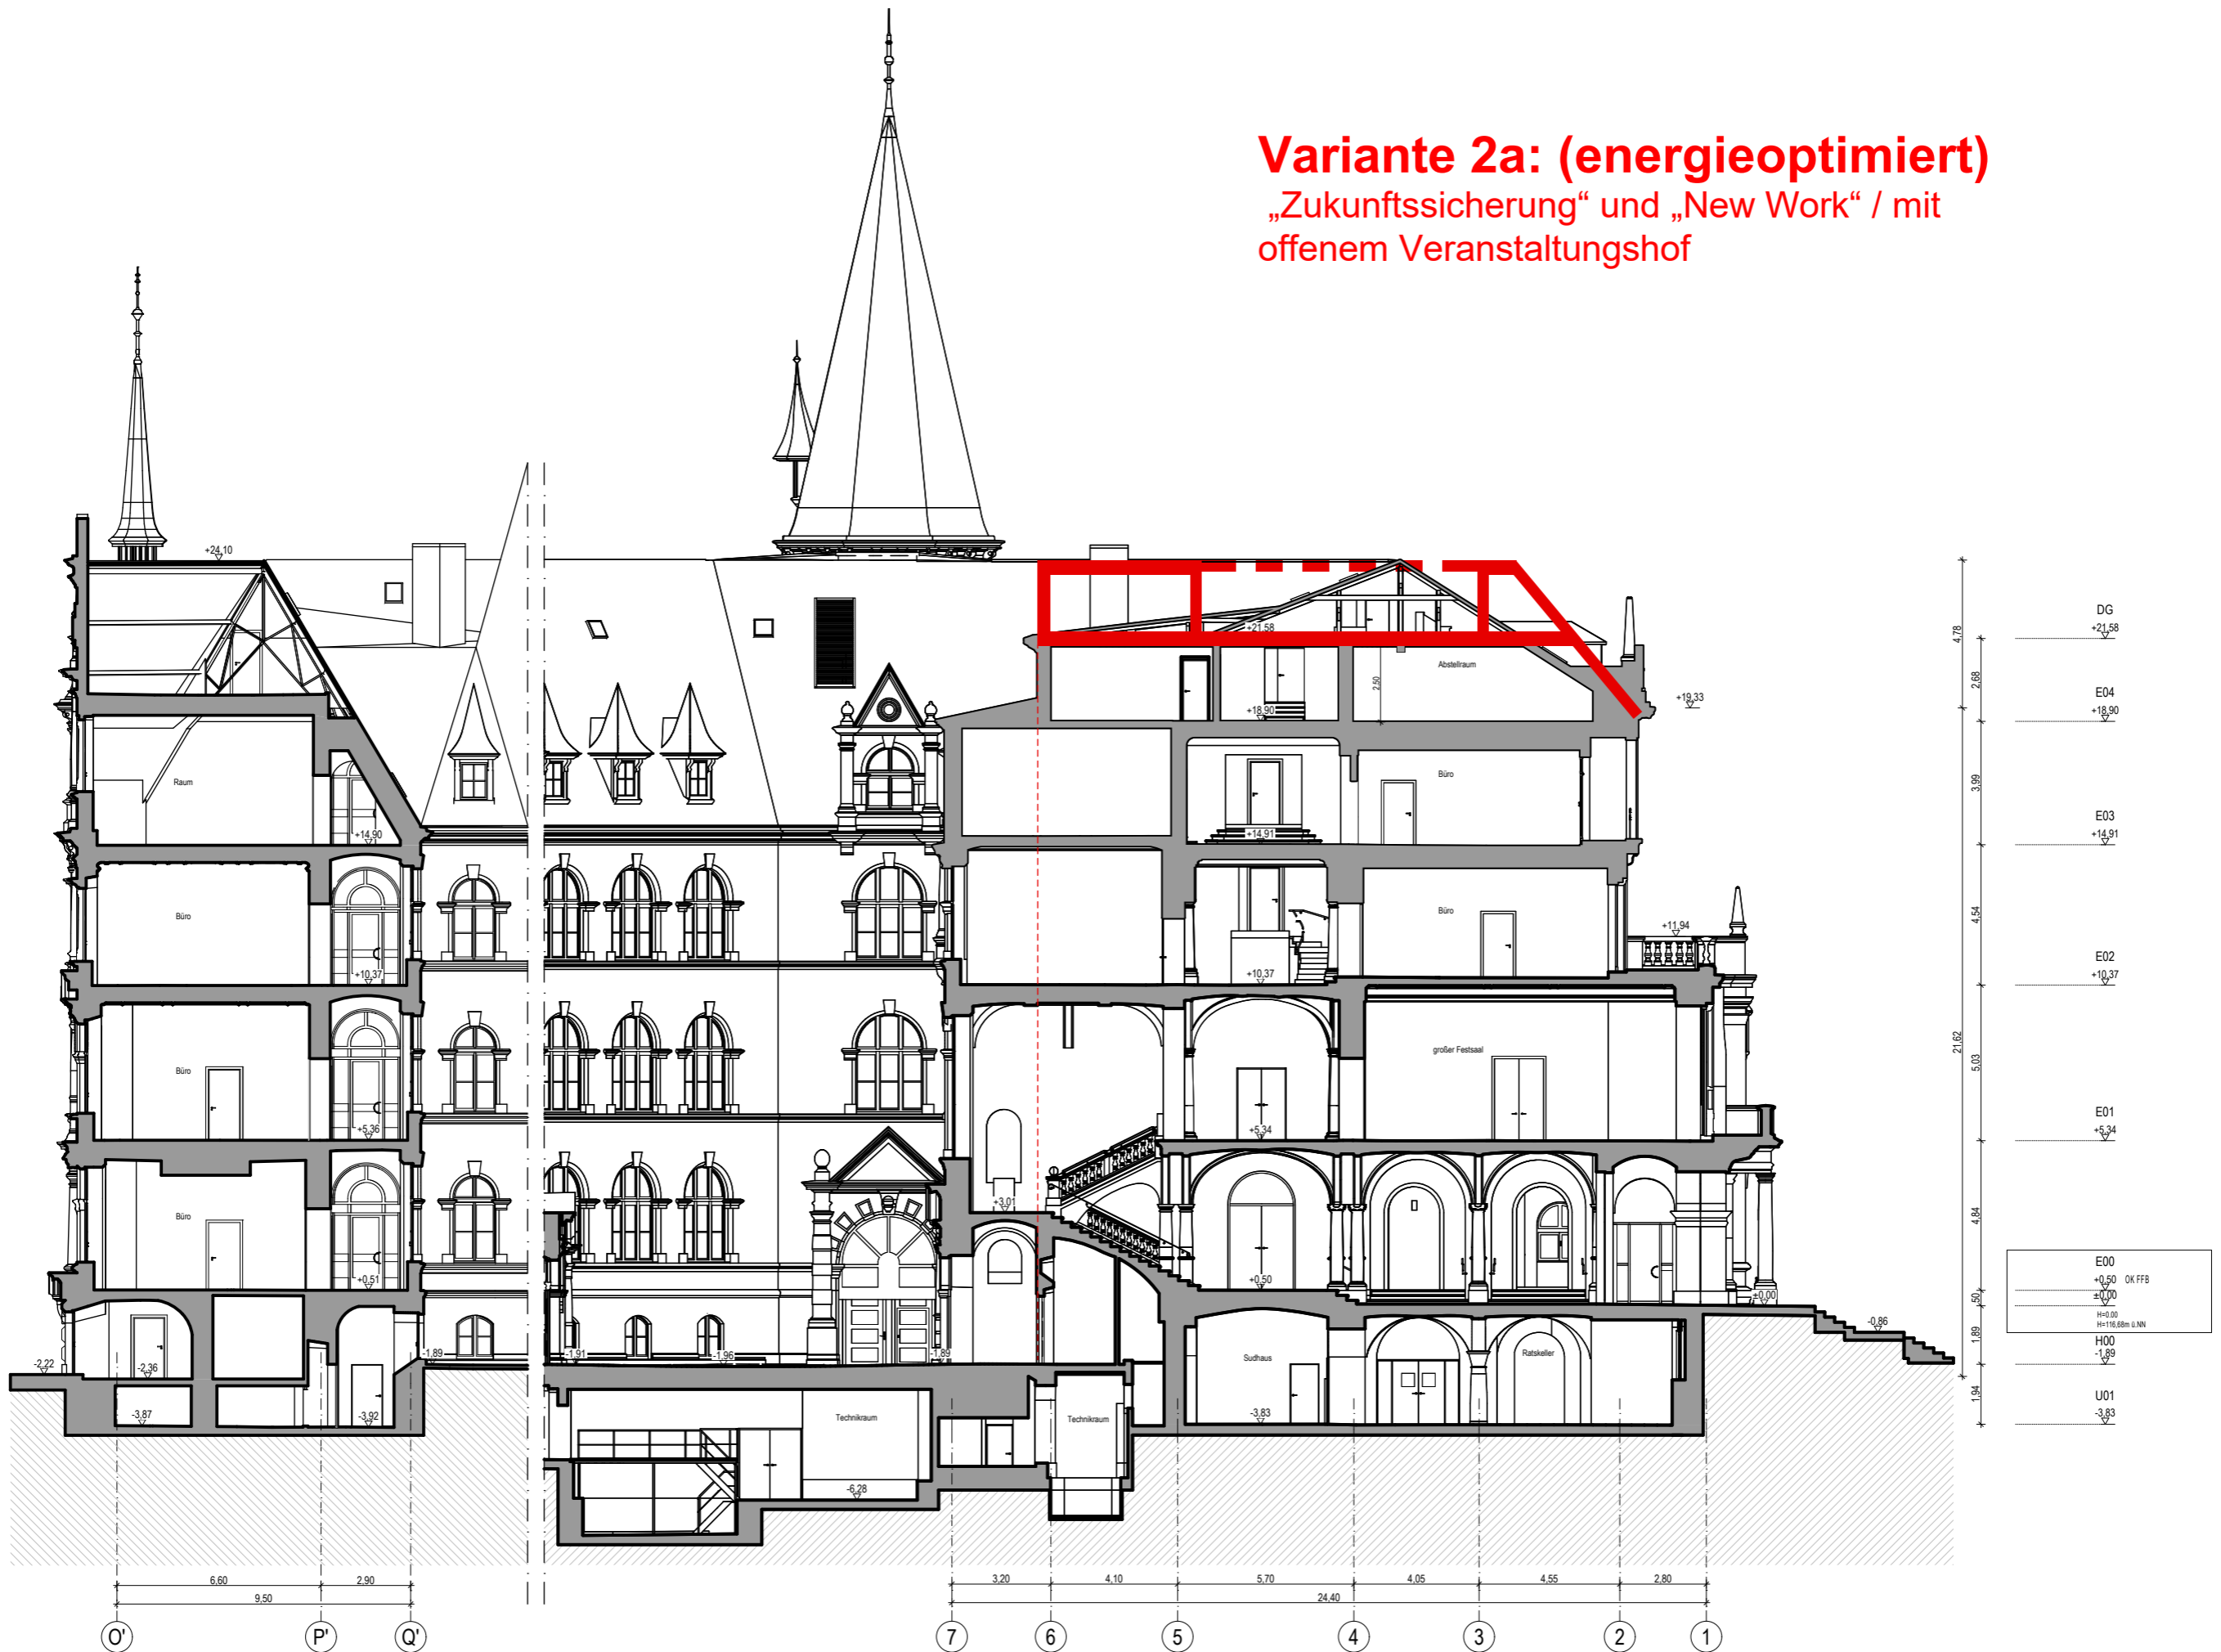 Variante 2a: (energieoptimiert)
„Zukunftssicherung“ und „New Work“ / mit
offenem Veranstaltungshof
+24,10
+21,58
4,78
DG
+21,58
Abstellraum
2,50
2,68
E04
+18,90
+18,90
+19,33
Raum
Büro
3,99
+14,90
+14,91
E03
+14,91
Büro
Büro
4,54
+11,94
+10,37
+10,37
E02
+10,37
21,62
großer Festsaal
5,03
Büro
+5,36
+5,34
E01
+5,34
+3,01
4,84
Büro
+0,51
+0,50
±0,00
E00
+0,50 OK FFB
±0,00
H=0.00
H=116,68m ü.NN
,50
-0,86
1,89
H00
-1,89
-2,22
-2,36
-1,89
-1,91
-1,96
-1,89
Sudhaus
Ratskeller
1,94
U01
-3,83
-3,87
-3,92
Technikraum
Technikraum
-3,83
-6,28
6,60
2,90
9,50
3,20
4,10
5,70
4,05
4,55
2,80
24,40
O'
P'
Q'
7
6
5
4
3
2
1